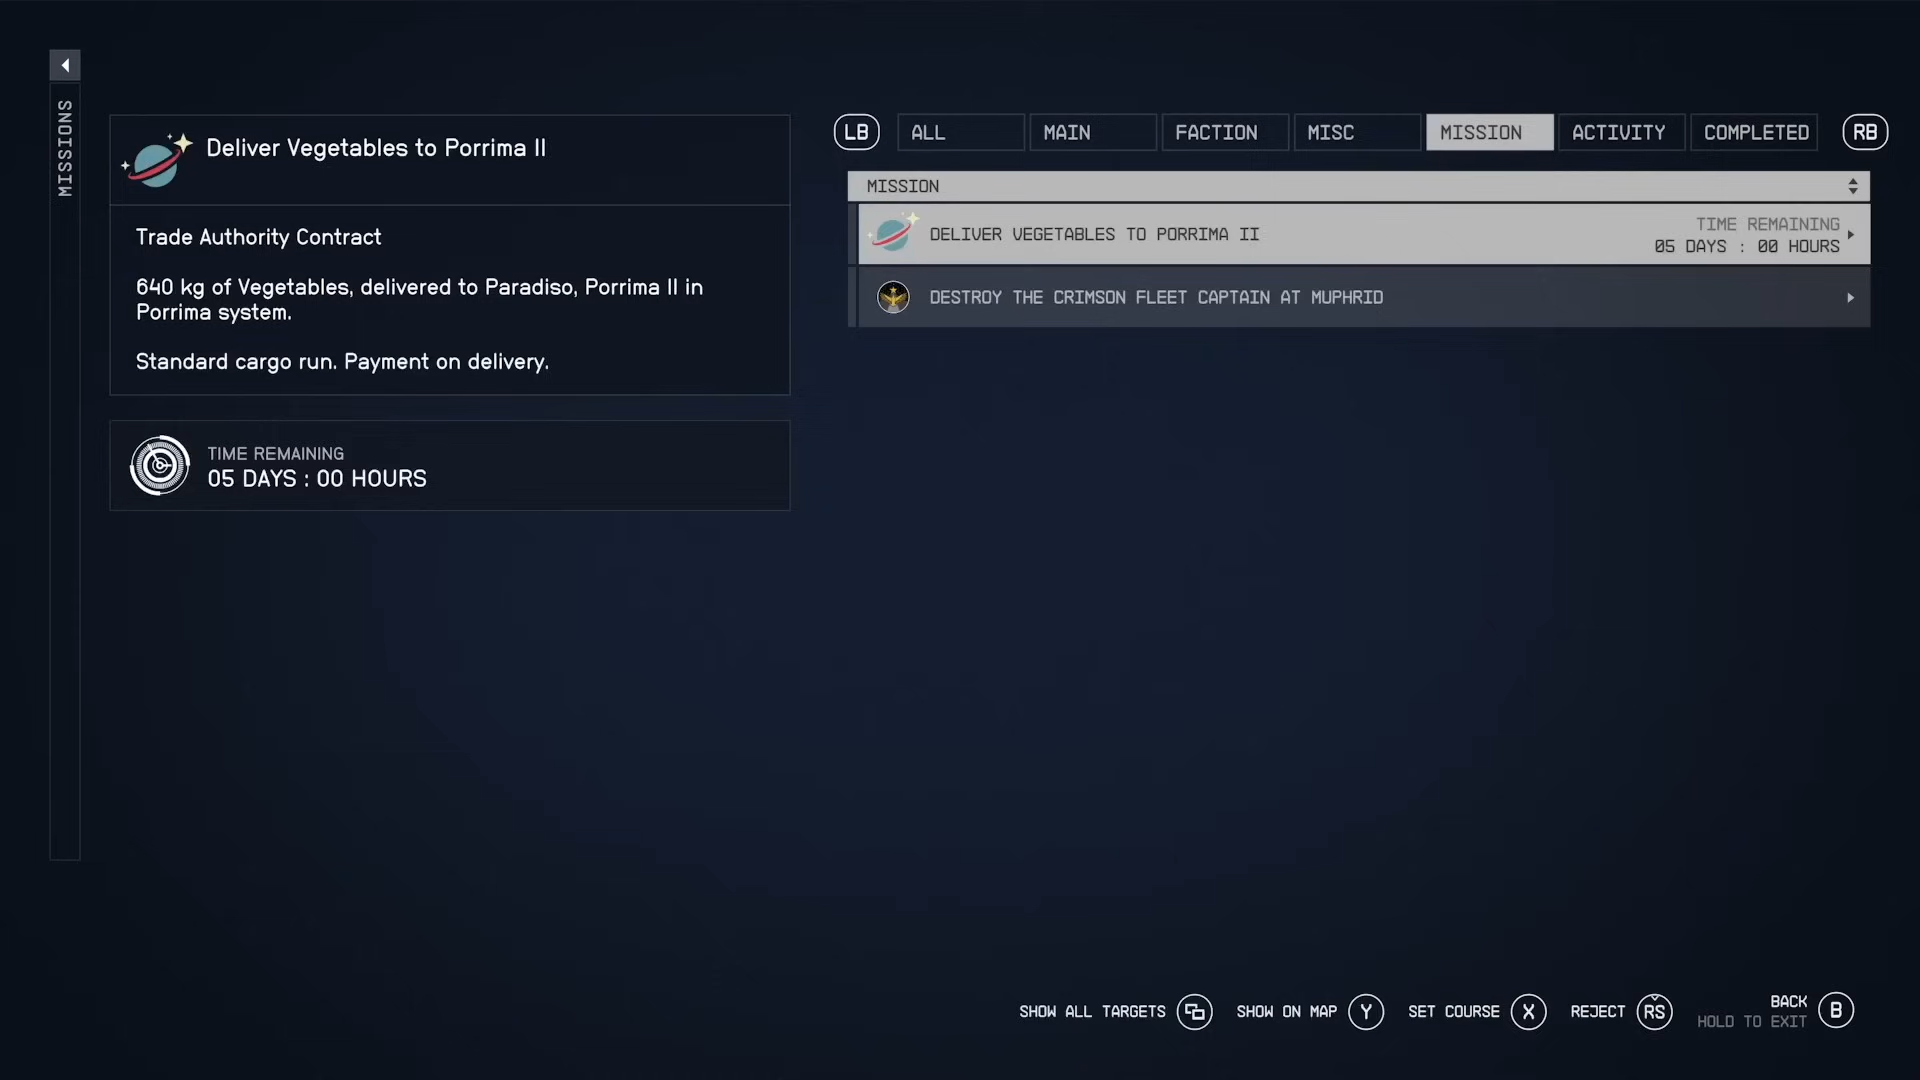 MISSIONS
Deliver Vegetables to Porrima II
Trade Authority Contract
640 kg of Vegetables, delivered to Paradiso, Porrima II in
Porrima system.
Standard cargo run. Payment on delivery.
TIME REMAINING
05 DAYS : 00 HOURS
LB ALL MAIN FACTION MISC MISSION ACTIVITY COMPLETED RB
MISSION
DELIVER VEGETABLES TO PORRIMA II
TIME REMAINING
05 DAYS : 00 HOURS
DESTROY THE CRIMSON FLEET CAPTAIN AT MUPHRID
SHOW ALL TARGETS SHOW ON MAP Y SET COURSE X REJECT RS BACK B
HOLD TO EXIT